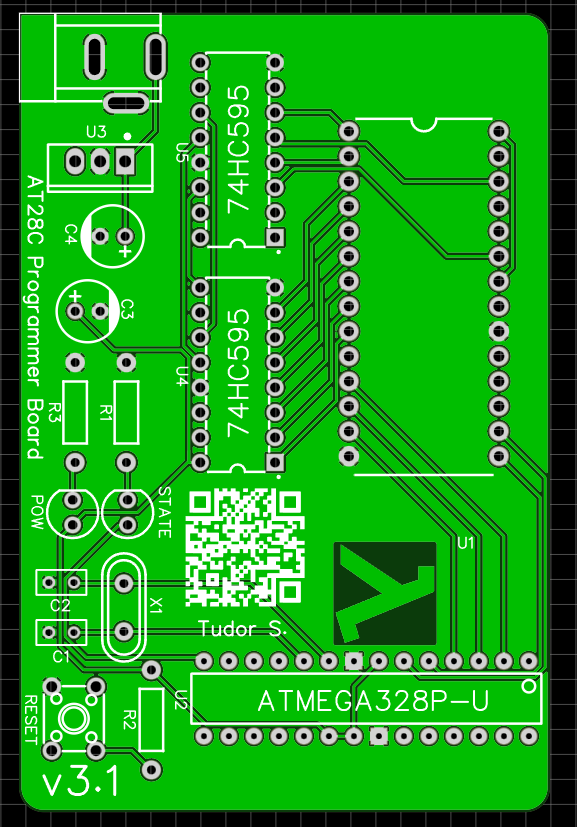 U3
U5
74HC595
AT28C Programmer Board
C4
+
+
C3
U4
74HC595
R3
R1
POW
STATE
U1
C2
X1
C1
Tudor S.
RESET
R2
U2
ATMEGA328P-U
v3.1